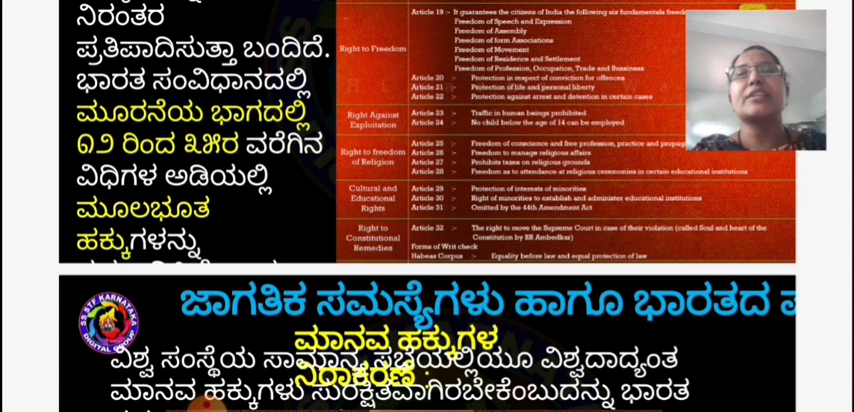 ನಿರಂತರ
ಪ್ರತಿಪಾದಿಸುತ್ತಾ ಬಂದಿದೆ.
ಭಾರತ ಸಂವಿಧಾನದಲ್ಲಿ
ಮೂರನೆಯ ಭಾಗದಲ್ಲಿ
೧೨ ರಿಂದ ೩೫ರ ವರೆಗಿನ
ವಿಧಿಗಳ ಅಡಿಯಲ್ಲಿ
ಮೂಲಭೂತ
ಹಕ್ಕುಗಳನ್ನು
Right to Freedom
Article 19 :- It guarantees the citizens of India the following six fundamentals
Freedom of Speech and Expression
Freedom of Assembly
Freedom of form Associations
Freedom of Movement
Freedom of Residence and Settlement
Freedom of Profession, Occupation, Trade and Bussiness
Article 20 :- Protection in respect of conviction for offences
Article 21 :- Protection of life and personal liberty
Article 22 :- Protection against arrest and detention in certain cases
Right Against
Exploitation
Article 23 :- Traffic in human beings prohibited
Article 24 :- No child below the age of 14 can be employed
Right to freedom
of Religion
Article 25 :- Freedom of conscience and free profession, practice and
Article 26 :- Freedom to manage religious affairs
Article 27 :- Prohibits taxes on religious grounds
Article 28 :- Freedom as to attendance at religious ceremonies in certain educational institutions
Cultural and
Educational
Rights
Article 29 :- Protection of interests of minorities
Article 30 :- Right of minorities to establish and administer educational institutions
Article 31 :- Omitted by the 44th Amendment Act
Right to
Constitutional
Remedies
Article 32 :- The right to move the Supreme Court in case of their violation (called Soul and heart of the
Constitution by BR Ambedkar)
Forms of Writ check
Habeas Corpus :- Equality before law and equal protection of law
SS STF KARNATAKA
DIGITAL GROUP
ಜಾಗತಿಕ ಸಮಸ್ಯೆಗಳು ಹಾಗೂ ಭಾರತದ
ಮಾನವ ಹಕ್ಕುಗಳ
ನಿರಾಕರಣೆ :
ವಿಶ್ವ ಸಂಸ್ಥೆಯ ಸಾಮಾನ್ಯ ಸಭೆಯಲ್ಲಿಯೂ ವಿಶ್ವದಾದ್ಯಂತ
ಮಾನವ ಹಕ್ಕುಗಳು ಸುರಕ್ಷಿತವಾಗಿರಬೇಕೆಂಬುದನ್ನು ಭಾರತ